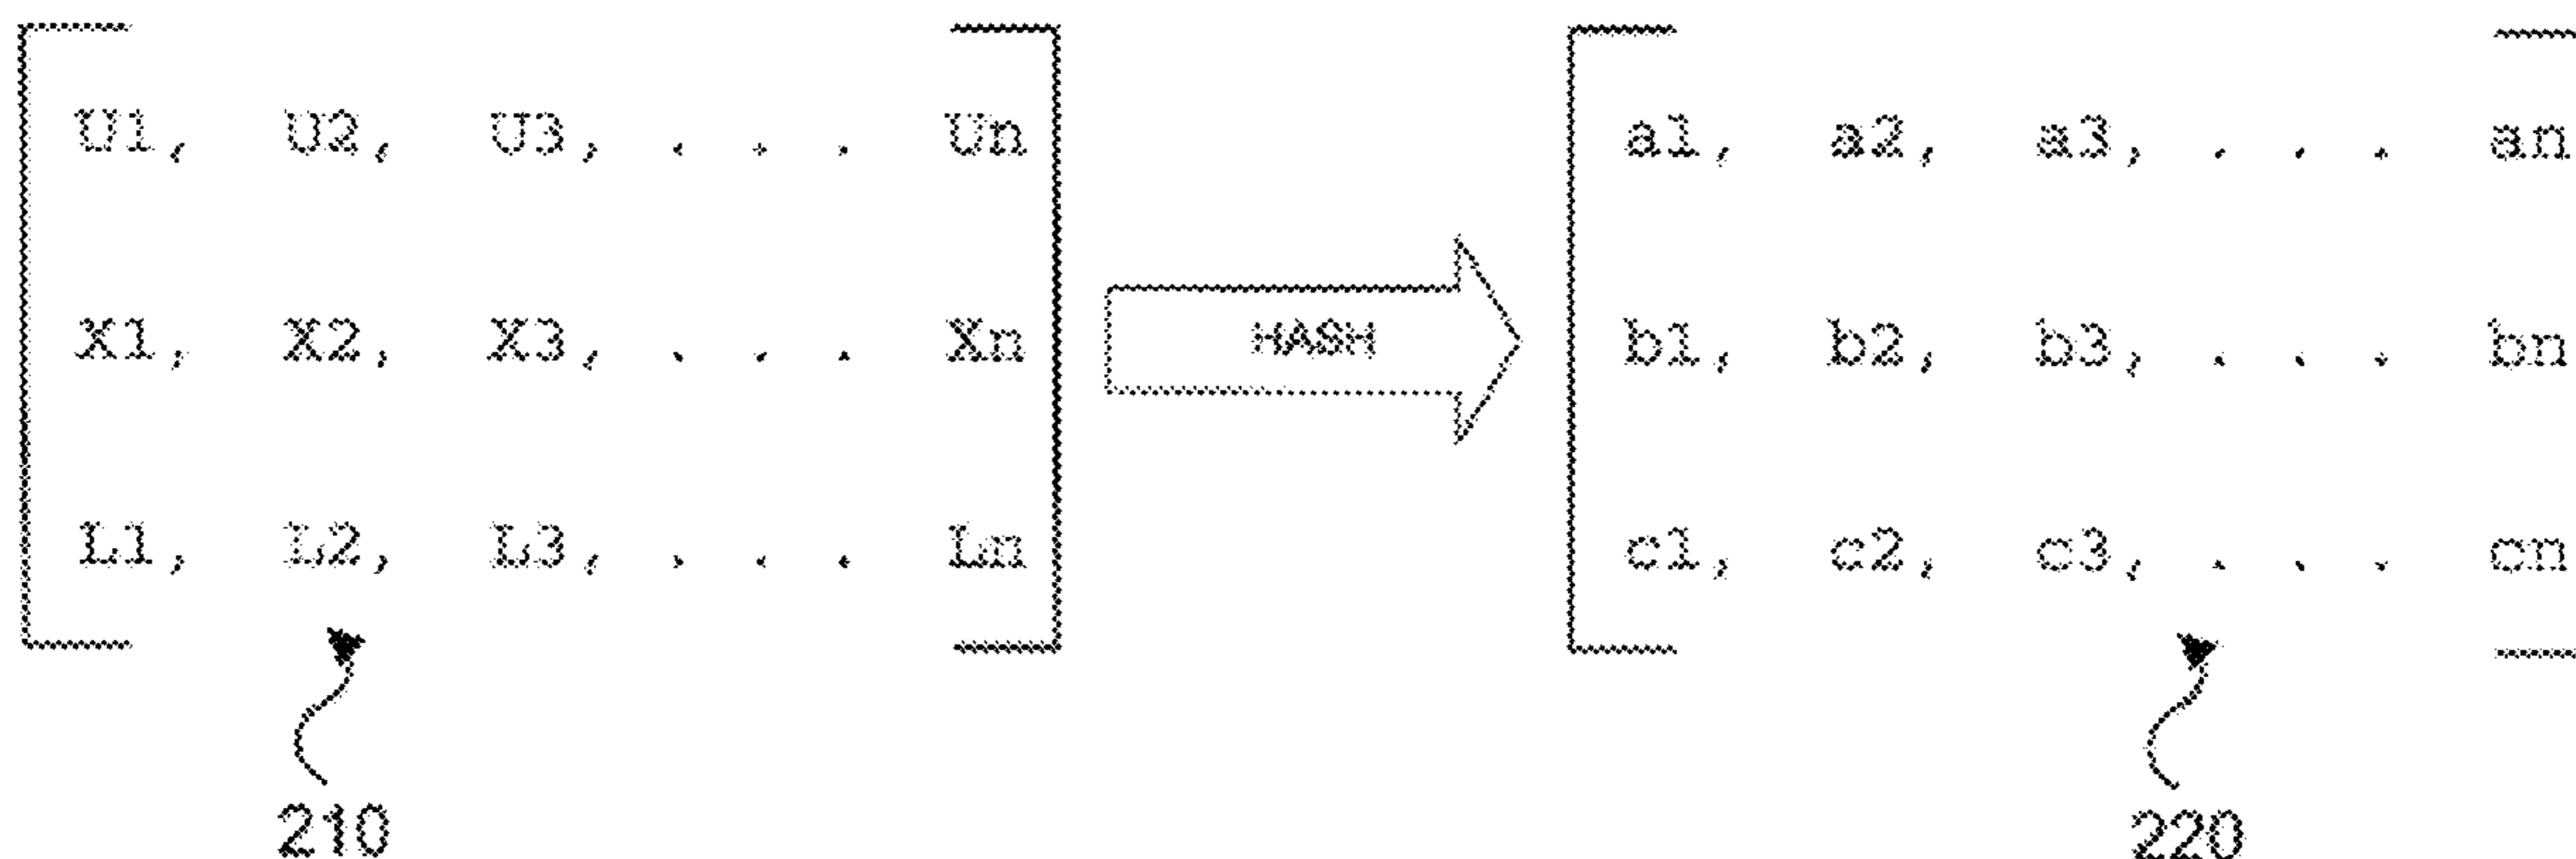 U1, U2, U3, . . . Un a1, a2, a3, . . . an
X1, X2, X3, . . . Xn HASH b1, b2, b3, . . . bn
L1, L2, L3, . . . Ln c1, c2, c3, . . . cn
210 220